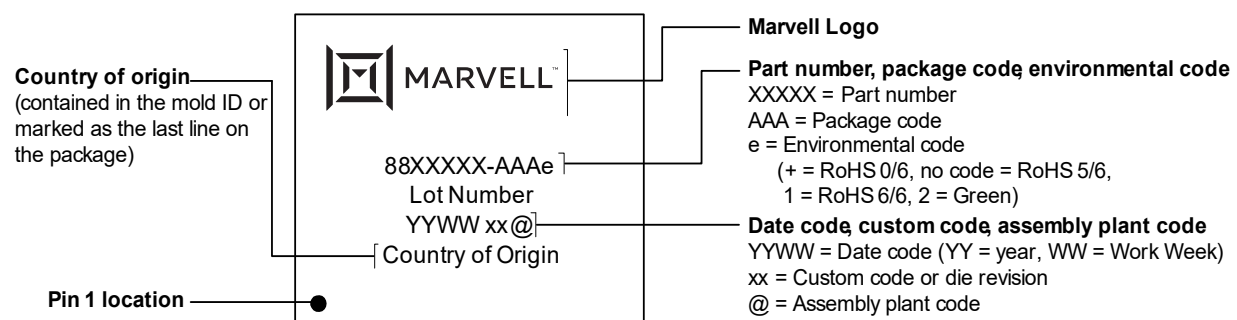 Marvell Logo
Country of origin
(contained in the mold ID or
marked as the last line on
the package)
MARVELL™
Part number, package code, environmental code
XXXXX = Part number
AAA = Package code
e = Environmental code
(+ = RoHS 0/6, no code = RoHS 5/6,
1 = RoHS 6/6, 2 = Green)
88XXXXX-AAAe
Lot Number
YYWW xx@
Country of Origin
Date code, custom code, assembly plant code
YYWW = Date code (YY = year, WW = Work Week)
xx = Custom code or die revision
@ = Assembly plant code
Pin 1 location